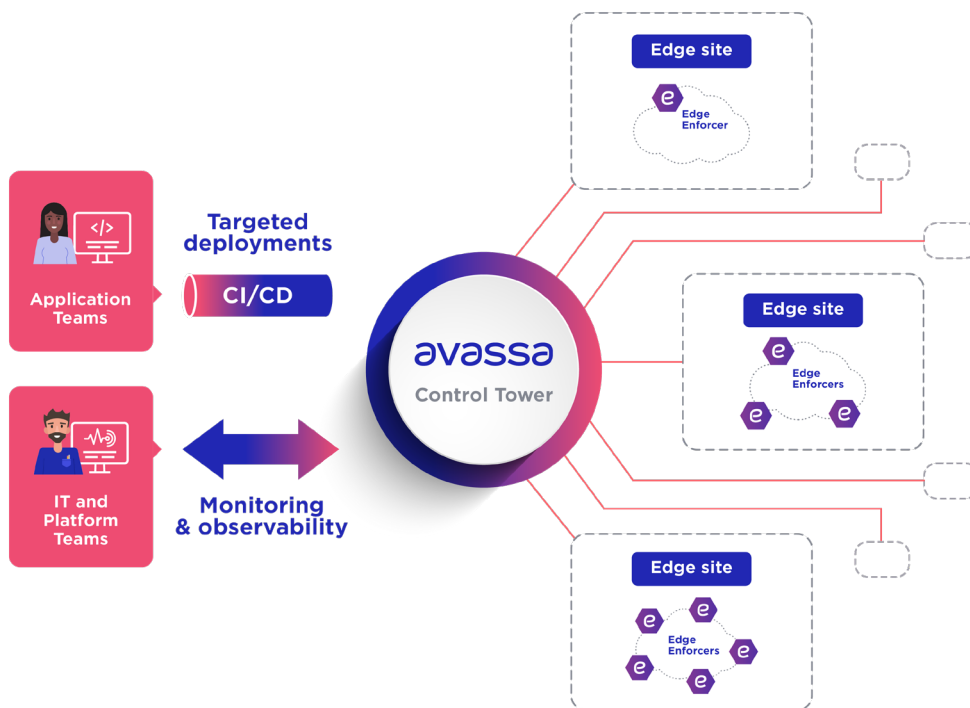 Edge site
Edge
Enforcer
</>
Application
Teams
Targeted
deployments
CI/CD
avassa
Control Tower
Edge site
Edge
Enforcers
IT and
Platform
Teams
Monitoring
& observability
Edge site
Edge
Enforcers
e
e
e
e
e
e
e
e
e